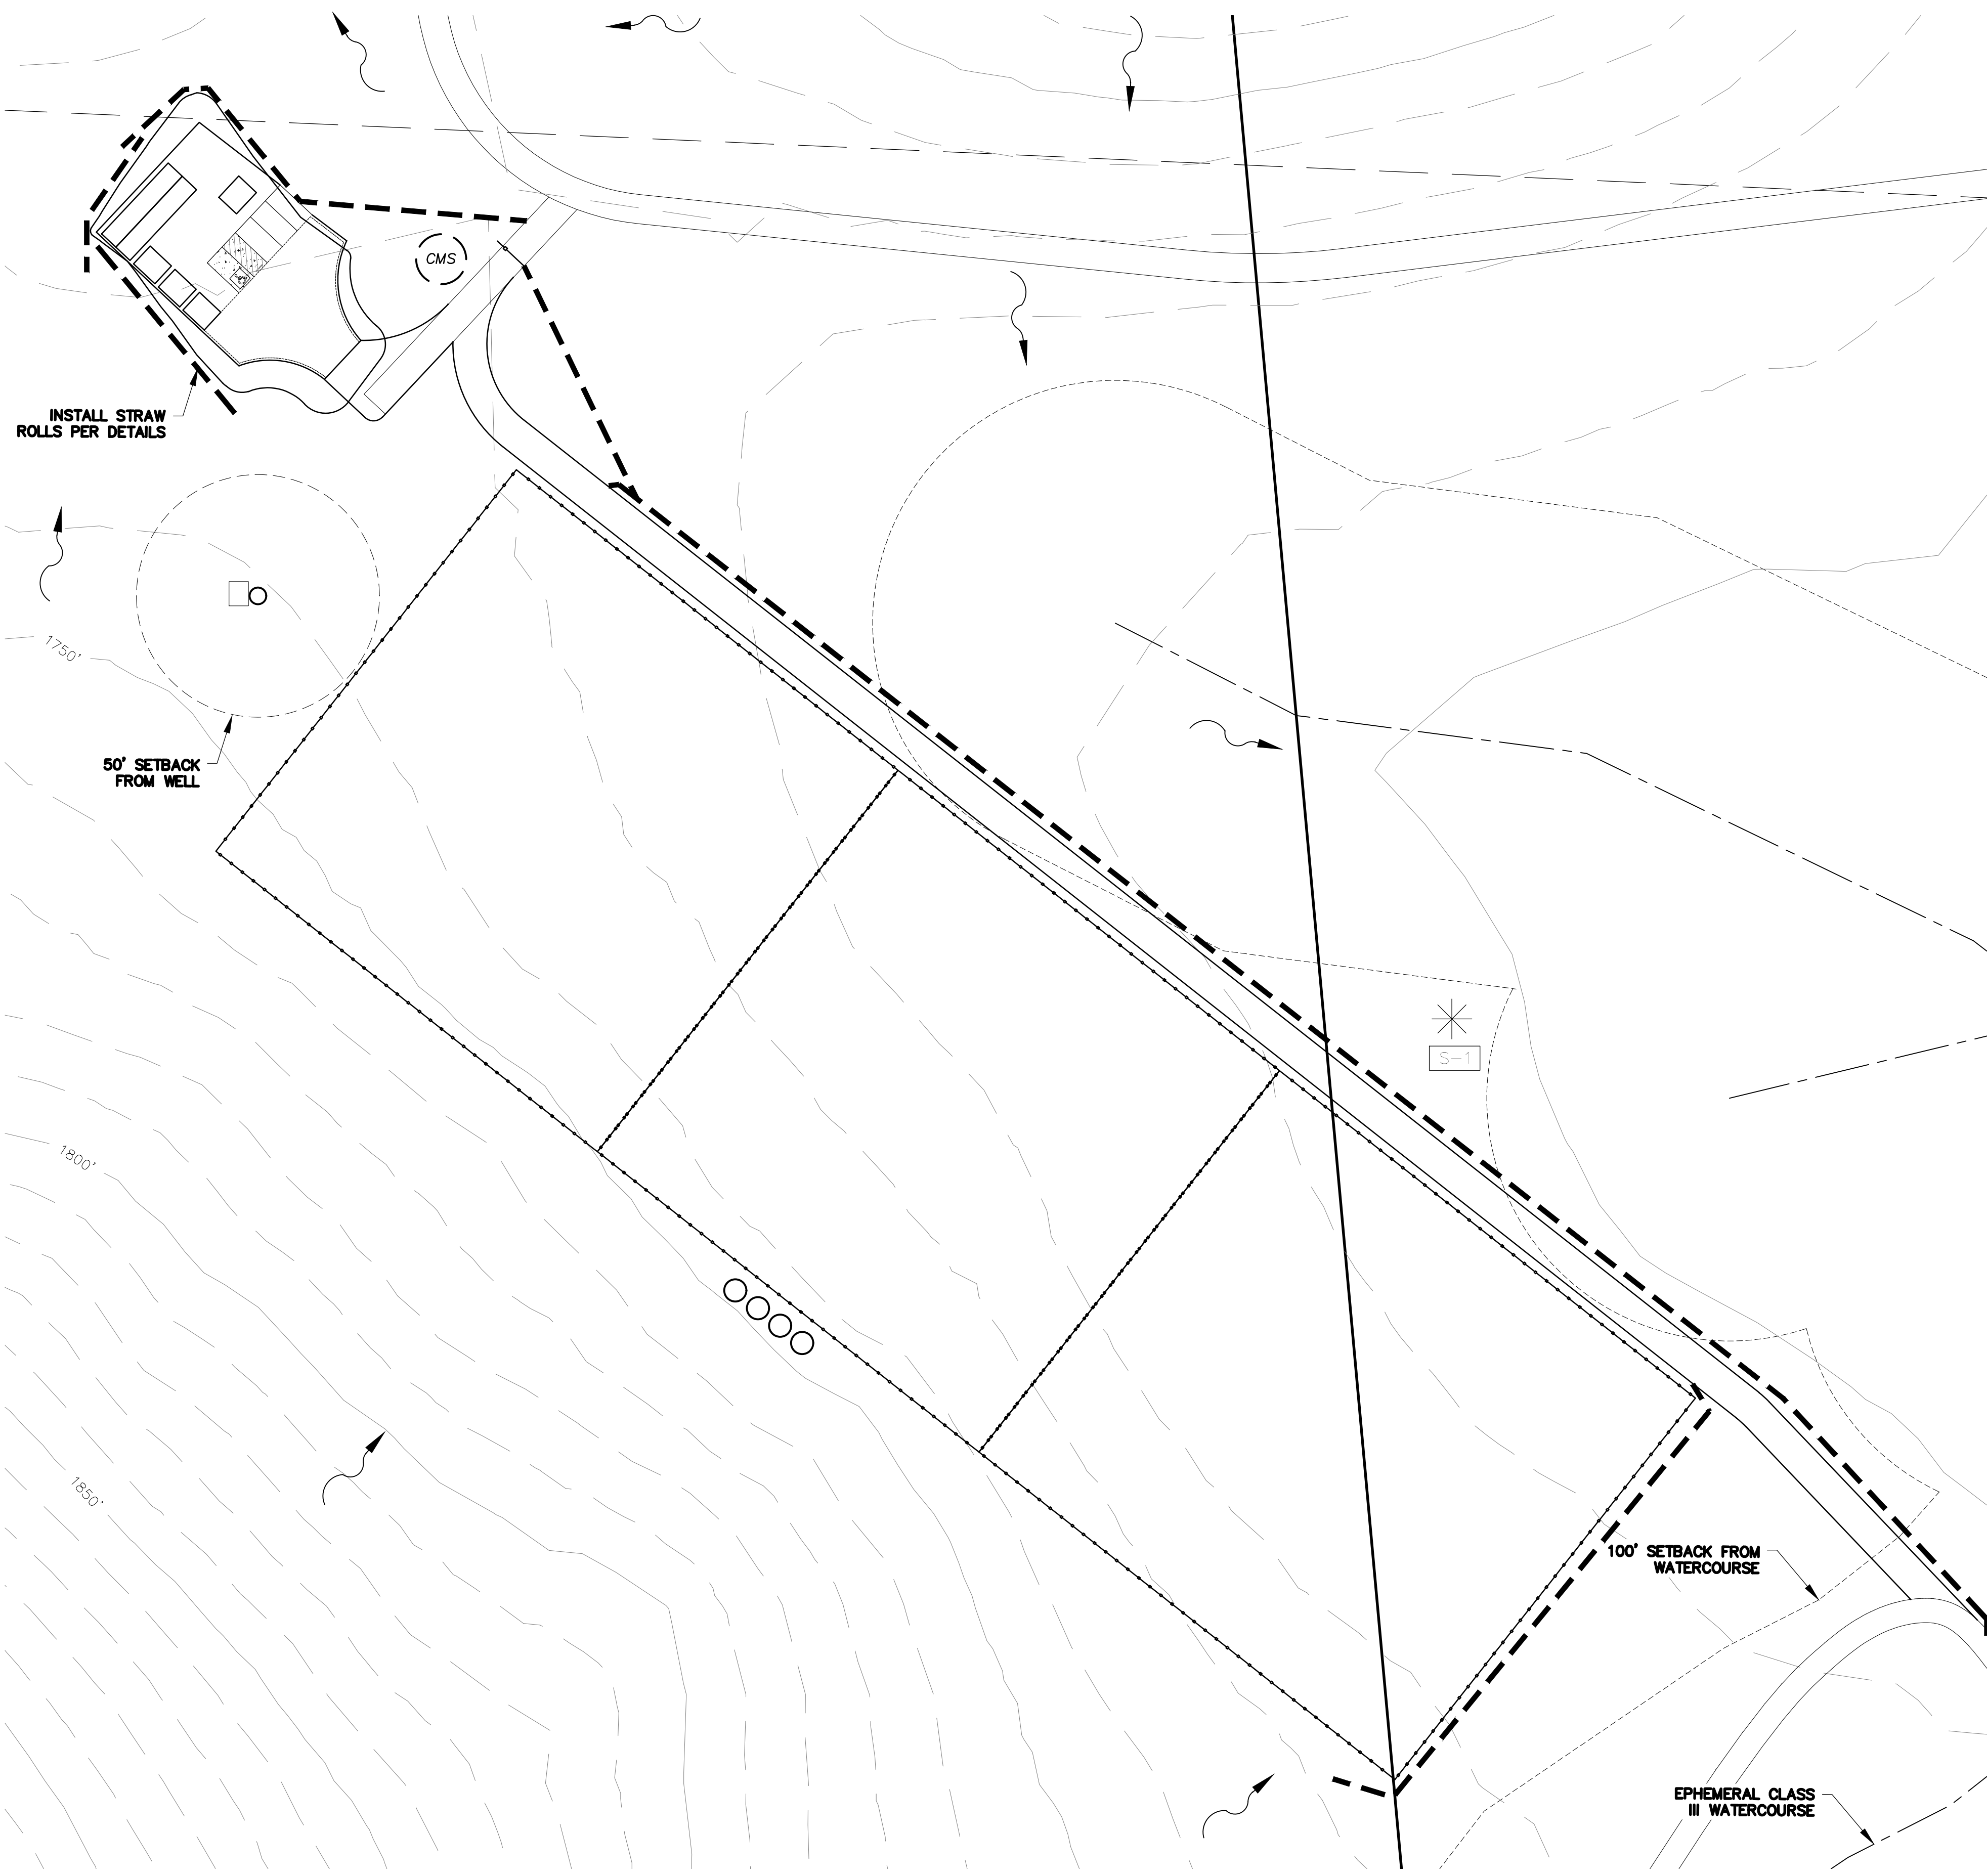 CMS
INSTALL STRAW
ROLLS PER DETAILS
1750'
50' SETBACK
FROM WELL
S-1
1800'
1850'
100' SETBACK FROM
WATERCOURSE
EPHEMERAL CLASS
III WATERCOURSE